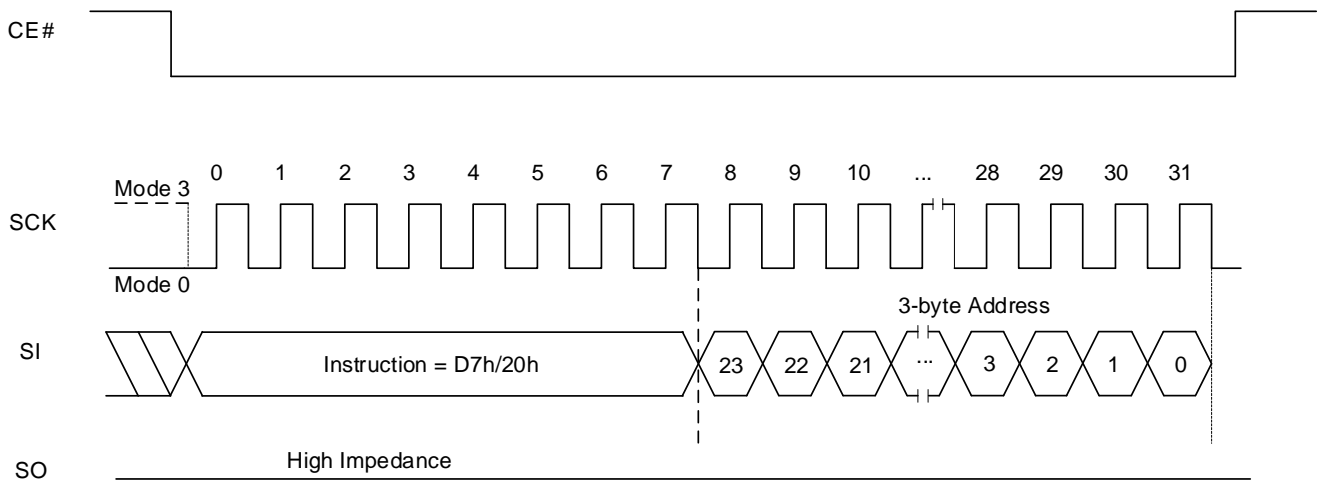 CE#
0 1 2 3 4 5 6 7 8 9 10 ... 28 29 30 31
Mode 3
SCK
Mode 0
3-byte Address
SI
Instruction = D7h/20h
23 22 21 ... 3 2 1 0
High Impedance
SO